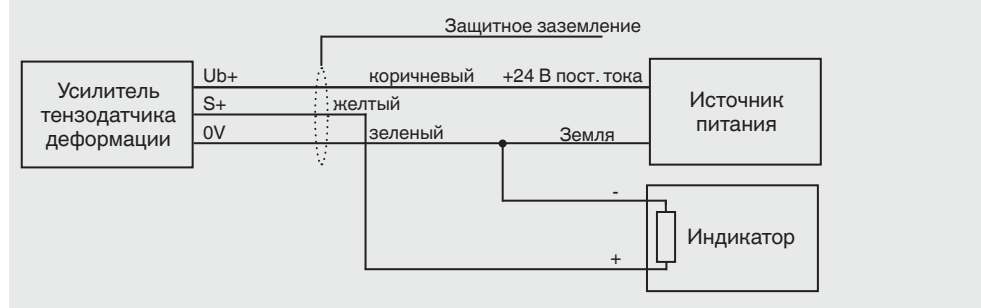 Защитное заземление
Ub+ коричневый +24 В пост. тока
Усилитель
тензодатчика
деформации
S+ желтый
0V зеленый Земля
Источник
питания
-
Индикатор
+